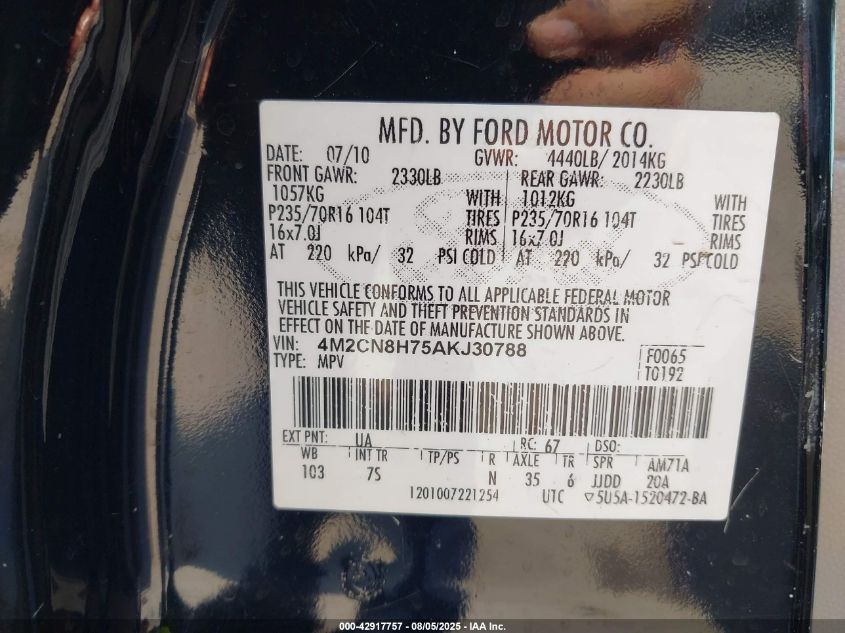 MFD. BY FORD MOTOR CO.
DATE: 07/10 GVWR: 4440LB/ 2014KG
FRONT GAWR: 2330LB REAR GAWR: 2230LB
1057KG WITH 1012KG WITH
P235/70R16 104T TIRES P235/70R16 104T TIRES
16x7.0J RIMS 16x7.0J RIMS
AT 220 kPa/ 32 PSI COLD AT 220 kPa/ 32 PSI COLD
THIS VEHICLE CONFORMS TO ALL APPLICABLE FEDERAL MOTOR
VEHICLE SAFETY AND THEFT PREVENTION STANDARDS IN
EFFECT ON THE DATE OF MANUFACTURE SHOWN ABOVE.
VIN: 4M2CN8H75AKJ30788 F0065
TYPE: MPV T0192
EXT PNT: UA RC: 67 DSO:
WB INT TR TP/PS R AXLE TR SPR AM71A
103 7S N 35 6 JJDD 20A
1201007221254 UTC ▽5U5A-1520472-BA
000-42917757 - 08/05/2025 - IAA Inc.